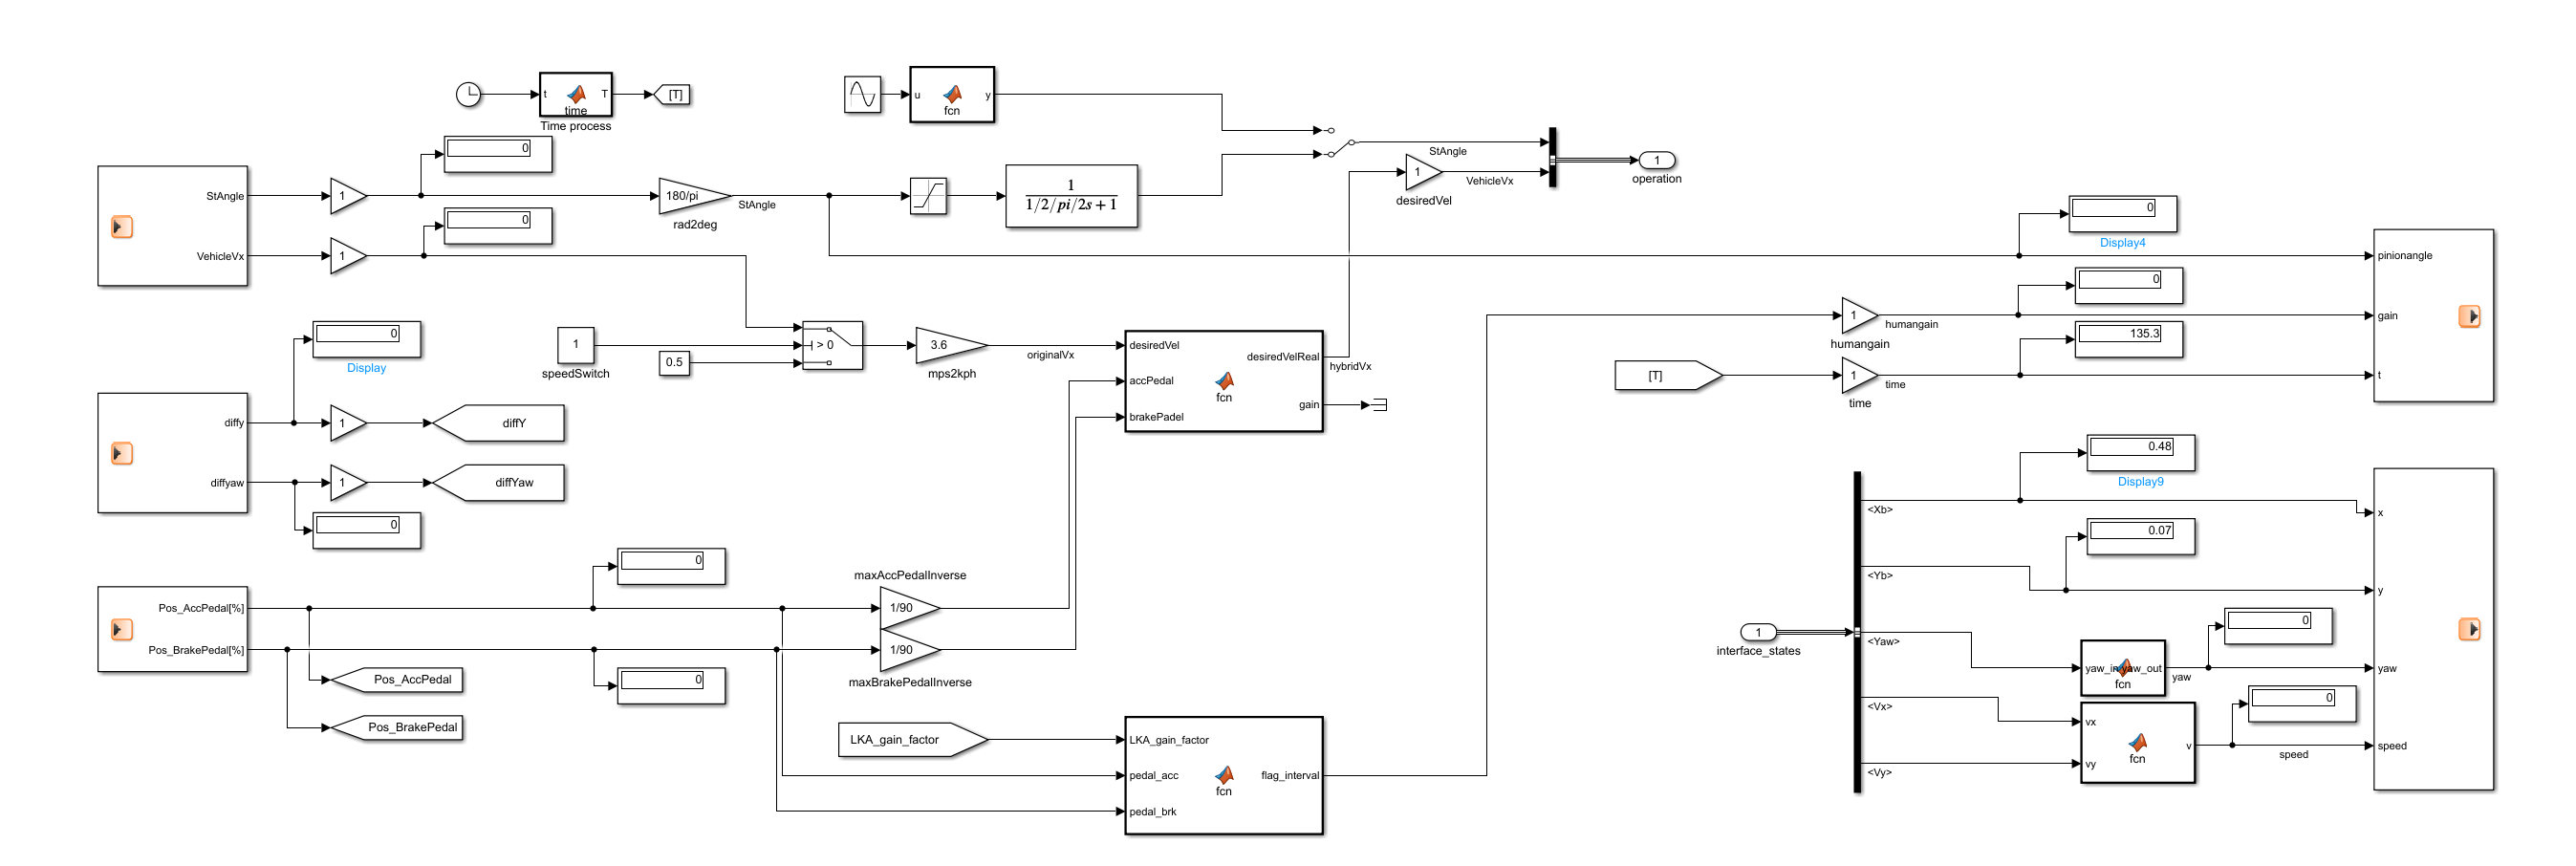 t
time
T
Time process
[T]
u
fcn
y
0
StAngle
1
180/pi
StAngle
rad2deg
1
1/2/pi/2s + 1
StAngle
1
desiredVel
VehicleVx
1
operation
0
VehicleVx
1
0
Display4
pinionangle
0
Display
1
speedSwitch
0.5
> 0
3.6
mps2kph
originalVx
desiredVel
accPedal
brakePadel
fcn
desiredVelReal
gain
hybridVx
1
humangain
humangain
0
gain
[T]
1
time
time
135.3
t
diffy
1
diffY
diffyaw
1
diffYaw
0
0.48
Display9
<Xb>
x
0.07
<Yb>
y
1
interface_states
<Yaw>
yaw_in
yaw_out
fcn
yaw
0
yaw
<Vx>
vx
vy
fcn
v
0
speed
speed
<Vy>
0
maxAccPedalInverse
Pos_AccPedal[%]
1/90
Pos_BrakePedal[%]
1/90
maxBrakePedalInverse
Pos_AccPedal
0
Pos_BrakePedal
LKA_gain_factor
LKA_gain_factor
pedal_acc
pedal_brk
fcn
flag_interval